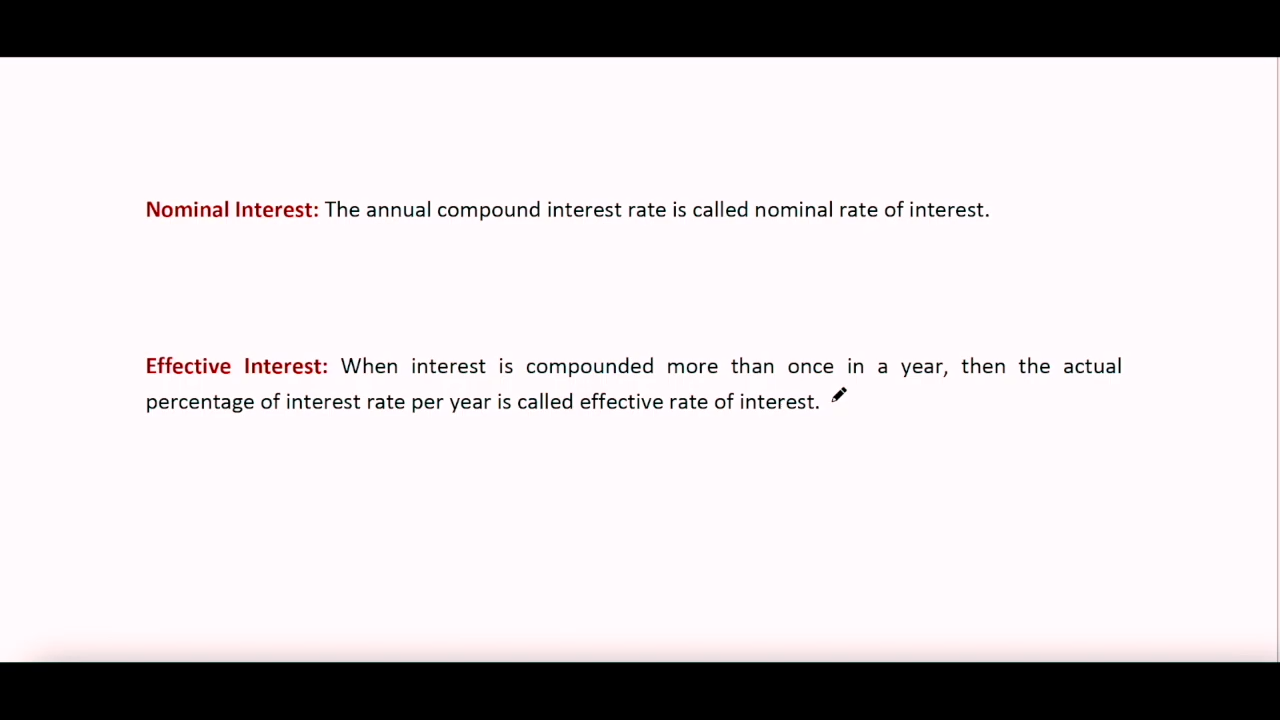 Nominal Interest: The annual compound interest rate is called nominal rate of interest.
Effective Interest: When interest is compounded more than once in a year, then the actual
percentage of interest rate per year is called effective rate of interest.